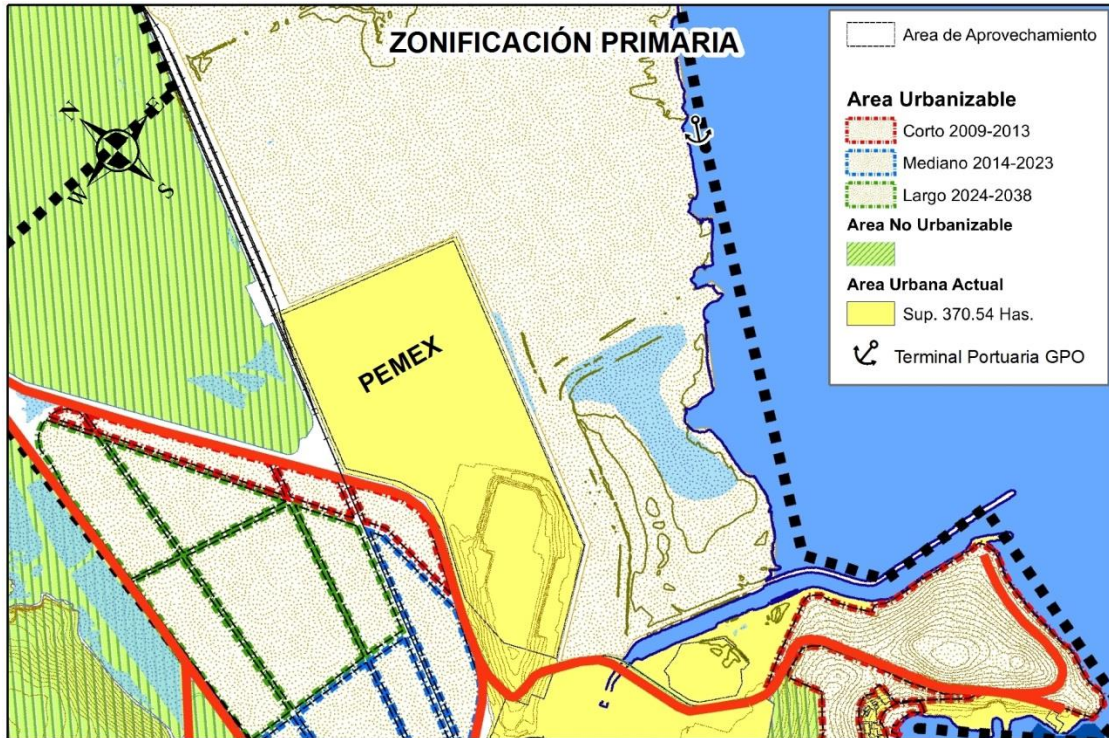 ZONIFICACIÓN PRIMARIA
N
E
W
S
PEMEX
Area de Aprovechamiento
Area Urbanizable
Corto 2009-2013
Mediano 2014-2023
Largo 2024-2038
Area No Urbanizable
Area Urbana Actual
Sup. 370.54 Has.
Terminal Portuaria GPO